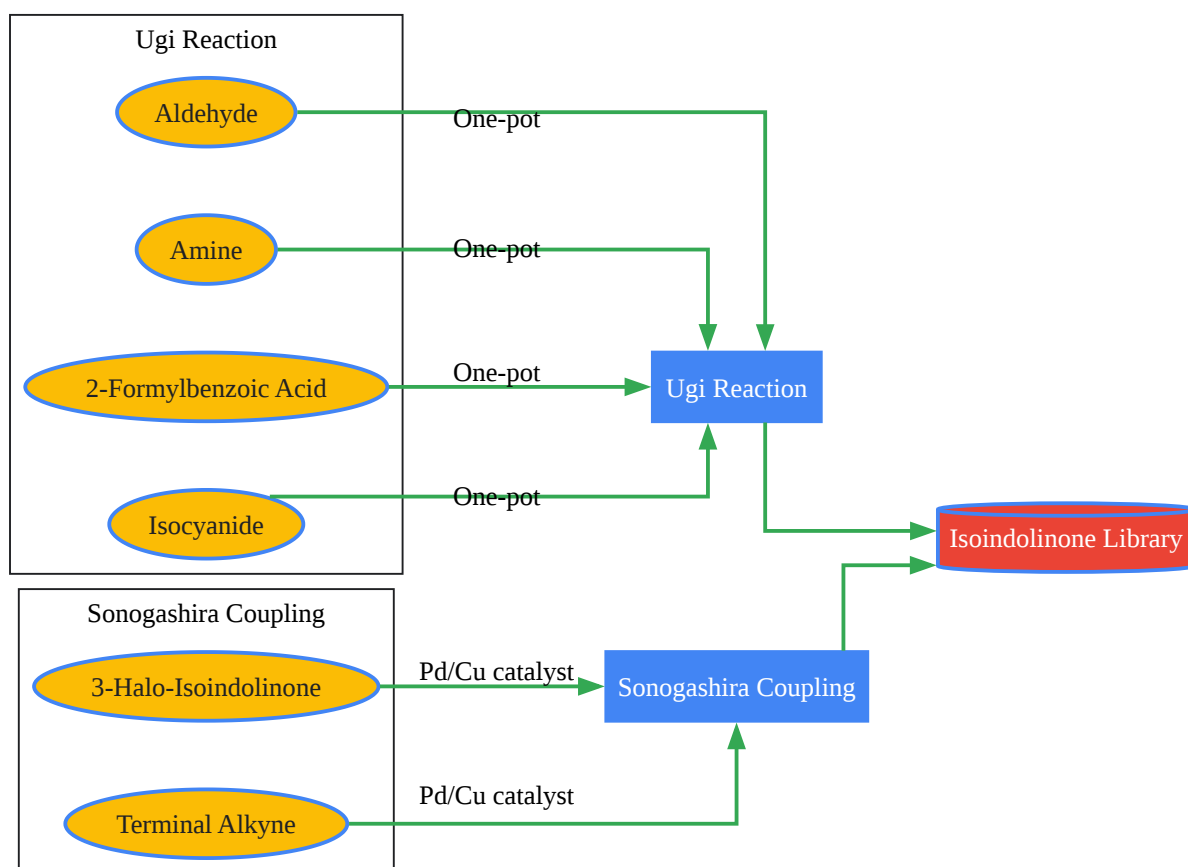 Ugi Reaction
Aldehyde
One-pot
Amine
One-pot
2-Formylbenzoic Acid
One-pot
Ugi Reaction
Isocyanide
One-pot
Isoindolinone Library
Sonogashira Coupling
3-Halo-Isoindolinone
Pd/Cu catalyst
Sonogashira Coupling
Terminal Alkyne
Pd/Cu catalyst